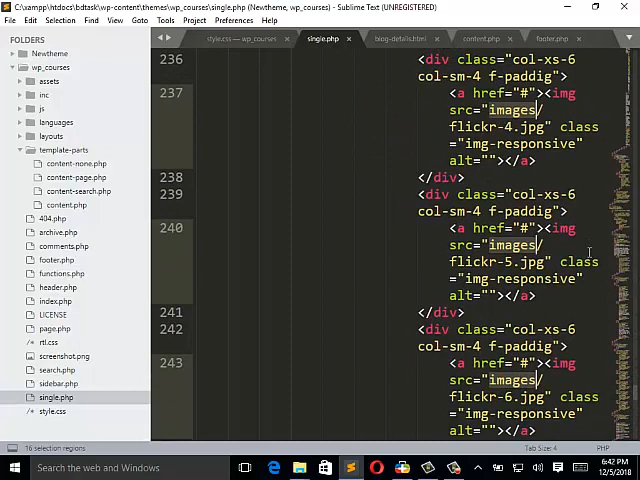 C:\xampp\htdocs\bdtask\wp-content\themes\wp_courses\single.php (Newtheme, wp_courses) - Sublime Text (UNREGISTERED)
File Edit Selection Find View Goto Tools Project Preferences Help
FOLDERS
Newtheme
wp_courses
assets
inc
js
languages
layouts
template-parts
content-none.php
content-page.php
content-search.php
content.php
404.php
archive.php
comments.php
footer.php
functions.php
header.php
index.php
LICENSE
page.php
rtl.css
screenshot.png
search.php
sidebar.php
single.php
style.css
style.css — wp_courses
single.php
blog-details.html
content.php
footer.php
236 <div class="col-xs-6
col-sm-4 f-paddig">
237 <a href="#"><img
src="images/
flickr-4.jpg" class
="img-responsive"
alt=""></a>
238 </div>
239 <div class="col-xs-6
col-sm-4 f-paddig">
240 <a href="#"><img
src="images/
flickr-5.jpg" class
="img-responsive"
alt=""></a>
241 </div>
242 <div class="col-xs-6
col-sm-4 f-paddig">
243 <a href="#"><img
src="images/
flickr-6.jpg" class
="img-responsive"
alt=""></a>
16 selection regions
Tab Size: 4
PHP
Search the web and Windows
6:42 PM
12/5/2018